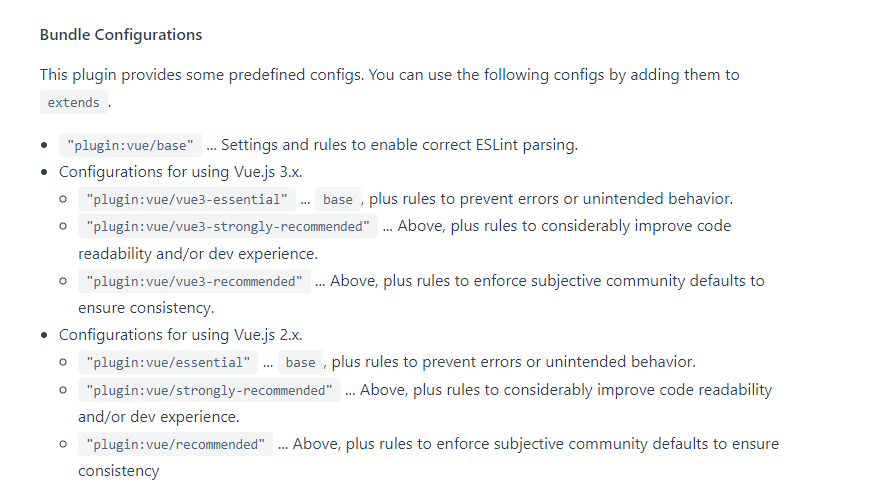 Bundle Configurations
This plugin provides some predefined configs. You can use the following configs by adding them to
extends .
• "plugin:vue/base" ... Settings and rules to enable correct ESLint parsing.
• Configurations for using Vue.js 3.x.
○ "plugin:vue/vue3-essential" ... base , plus rules to prevent errors or unintended behavior.
○ "plugin:vue/vue3-strongly-recommended" ... Above, plus rules to considerably improve code
readability and/or dev experience.
○ "plugin:vue/vue3-recommended" ... Above, plus rules to enforce subjective community defaults to
ensure consistency.
• Configurations for using Vue.js 2.x.
○ "plugin:vue/essential" ... base , plus rules to prevent errors or unintended behavior.
○ "plugin:vue/strongly-recommended" ... Above, plus rules to considerably improve code readability
and/or dev experience.
○ "plugin:vue/recommended" ... Above, plus rules to enforce subjective community defaults to ensure
consistency